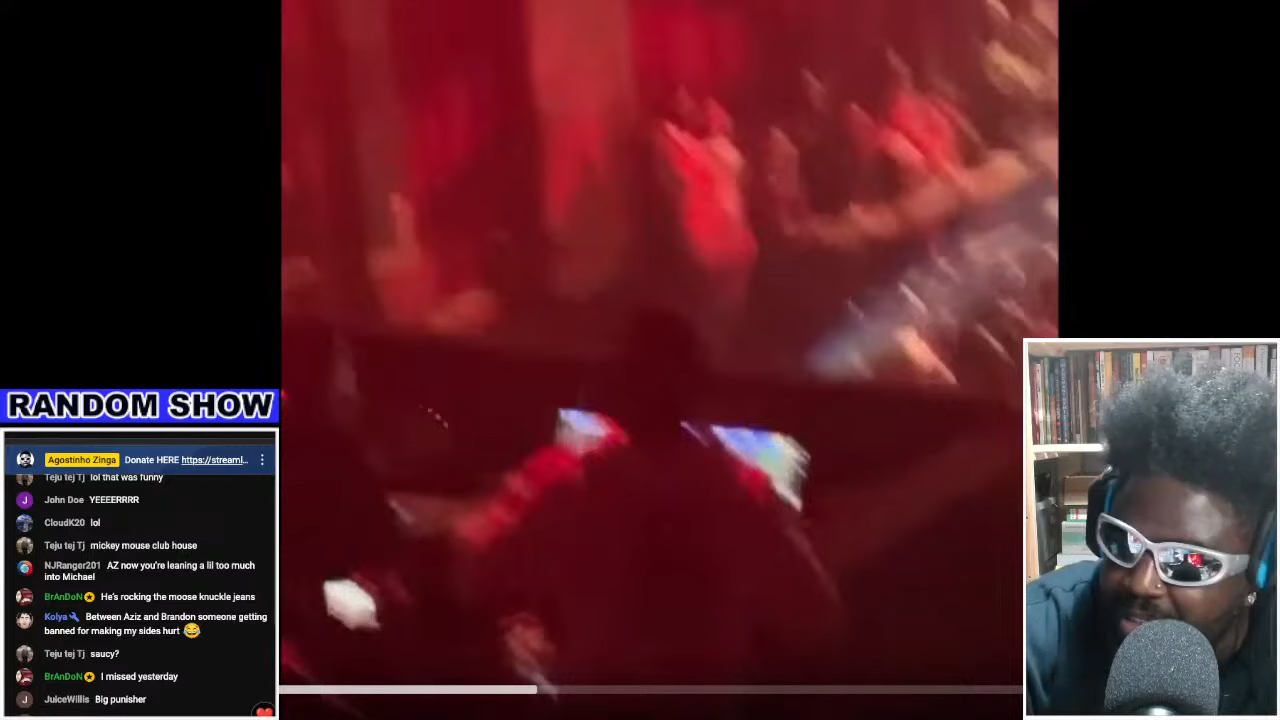 RANDOM SHOW
Agostinho Zinga Donate HERE https://streaml...
Teju tej Tj lol that was funny
John Doe YEEEERRRR
CloudK20 lol
Teju tej Tj mickey mouse club house
NJRanger201 AZ now you're leaning a lil too much
into Michael
BrAnDoN He's rocking the moose knuckle jeans
Kolya Between Aziz and Brandon someone getting
banned for making my sides hurt 😂
Teju tej Tj saucy?
BrAnDoN I missed yesterday
JuiceWillis Big punisher